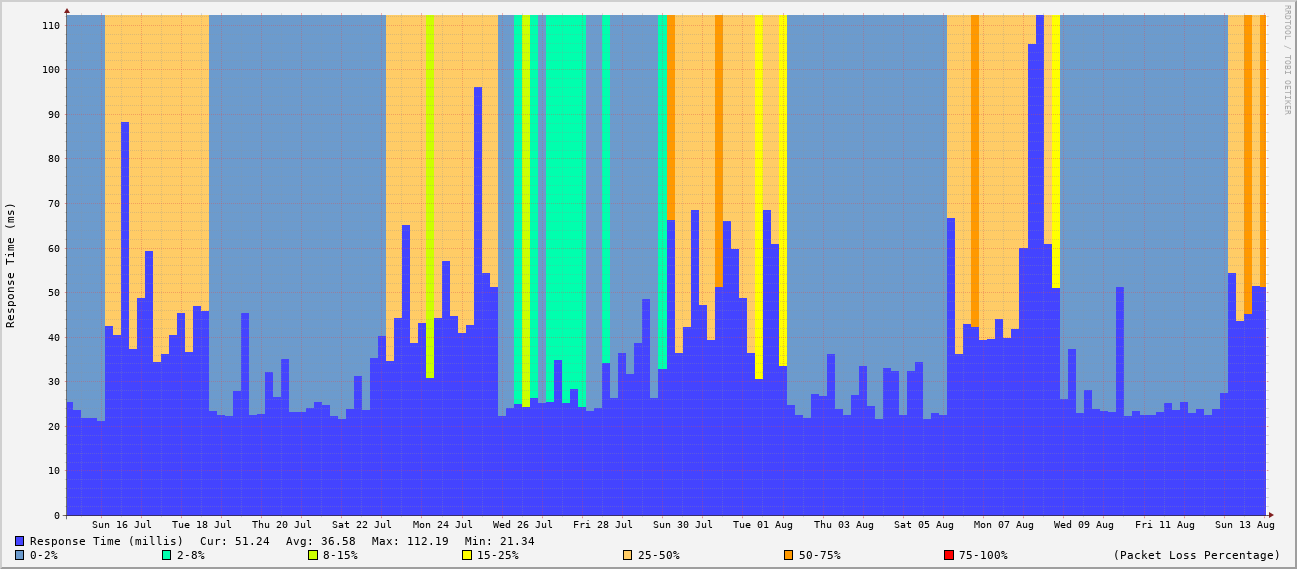 RRDTOOL / TOBI OETIKER
Response Time (ms)
110
100
90
80
70
60
50
40
30
20
10
0
Sun 16 Jul Tue 18 Jul Thu 20 Jul Sat 22 Jul Mon 24 Jul Wed 26 Jul Fri 28 Jul Sun 30 Jul Tue 01 Aug Thu 03 Aug Sat 05 Aug Mon 07 Aug Wed 09 Aug Fri 11 Aug Sun 13 Aug
Response Time (millis) Cur: 51.24 Avg: 36.58 Max: 112.19 Min: 21.34
0-2% 2-8% 8-15% 15-25% 25-50% 50-75% 75-100% (Packet Loss Percentage)